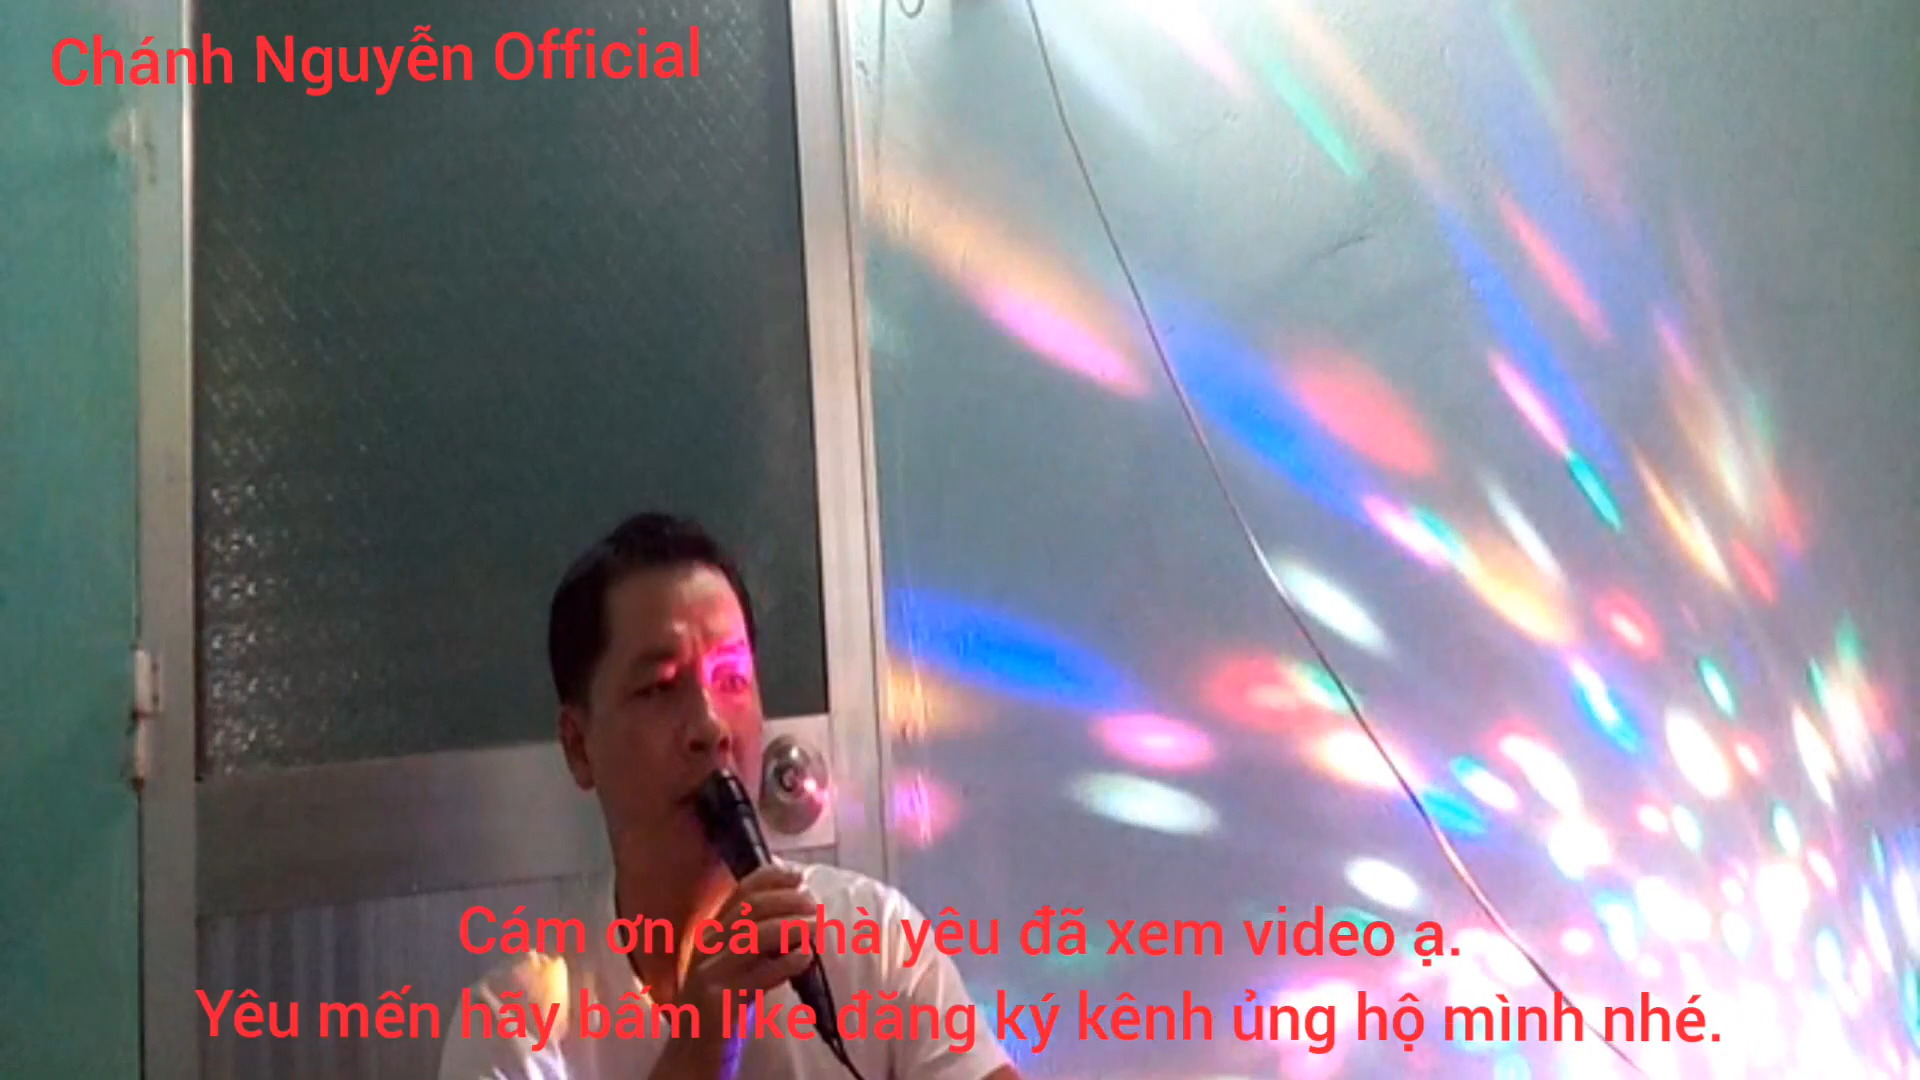 Chánh Nguyễn Official
Cám ơn cả nhà yêu đã xem video ạ.
Yêu mến hãy bấm like đăng ký kênh ủng hộ mình nhé.